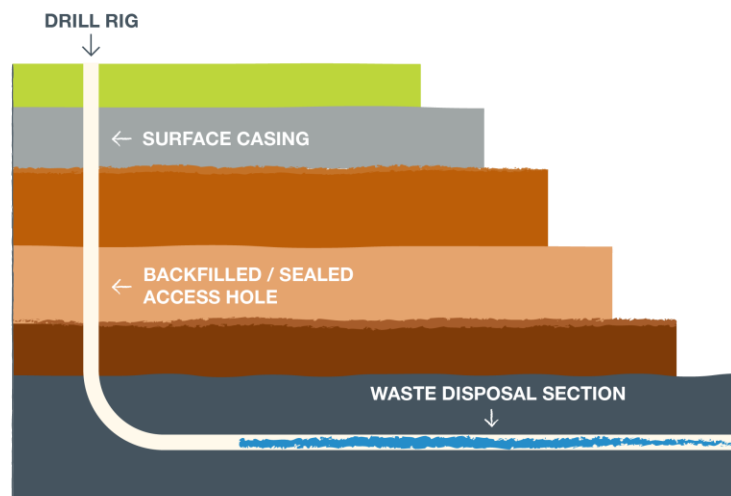 DRILL RIG
SURFACE CASING
BACKFILLED / SEALED
ACCESS HOLE
WASTE DISPOSAL SECTION